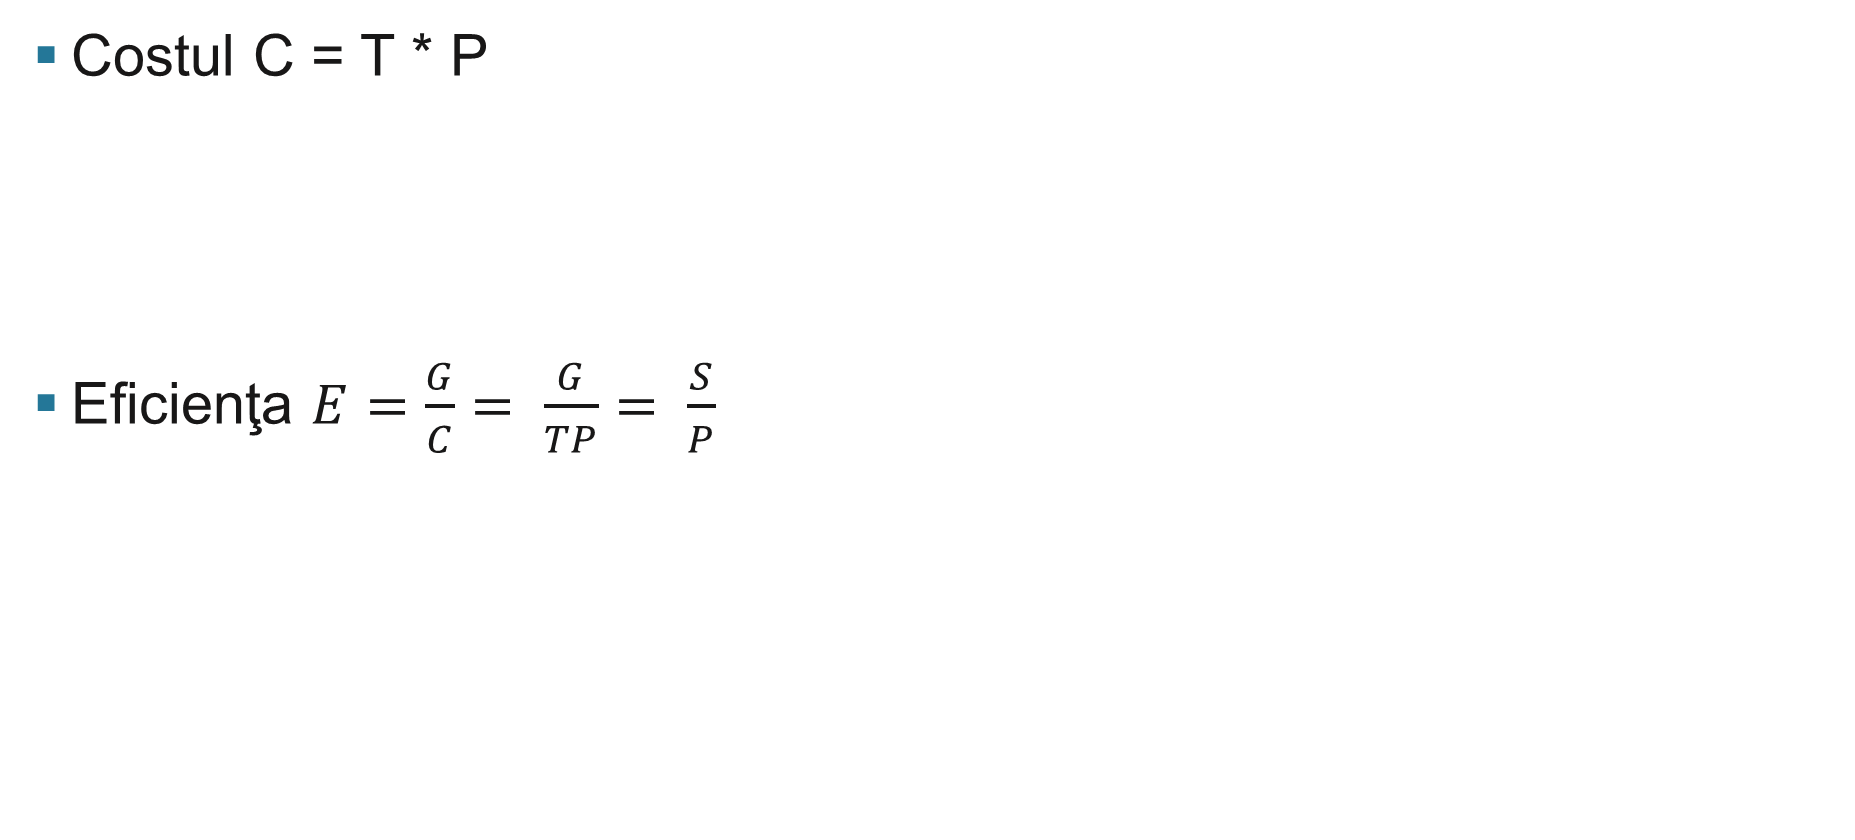 ▪ Costul C = T * P
▪ Eficienţa E = G/C = G/TP = S/P